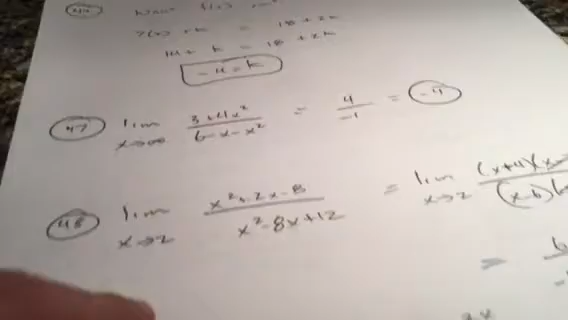 7(2) + k = 18 + 2k
14 + k = 18 + 2k
-4 = k
47 lim x→∞ 3+4x² / 6-x-x² = 4 / -1 = -4
48 lim x→2 x²+2x-8 / x²-8x+12 = lim x→2 (x+4)(x / (x-6)(